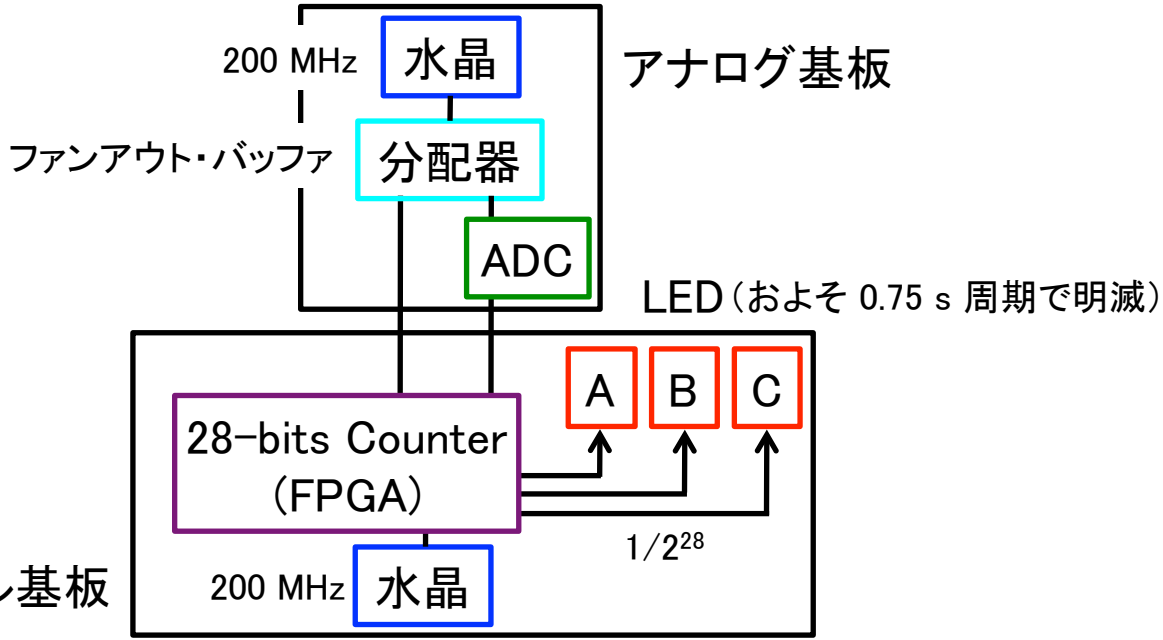 200 MHz
水晶
アナログ基板
ファンアウト・バッファ
分配器
ADC
LED（およそ 0.75 s 周期で明滅）
A
B
C
28-bits Counter
(FPGA)
1/2²⁸
ル基板
200 MHz
水晶